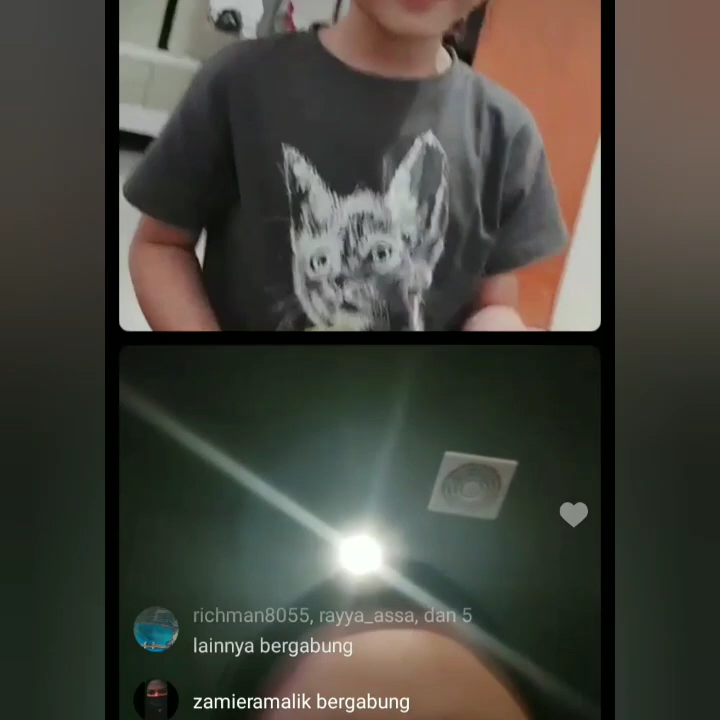 richman8055, rayya_assa, dan 5
lainnya bergabung
zamieramalik bergabung